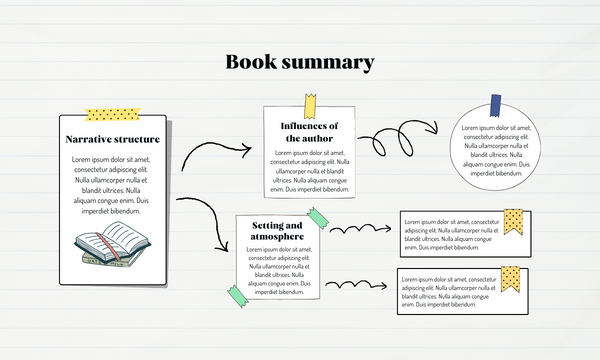 Book summary
Narrative structure
Lorem ipsum dolor sit amet,
consectetur adipiscing elit.
Nulla ullamcorper nulla et
blandit ultrices. Nulla
aliquam congue enim. Duis
imperdiet bibendum.
Influences of
the author
Lorem ipsum dolor sit amet,
consectetur adipiscing elit. Nulla
ullamcorper nulla et blandit
ultrices. Nulla aliquam congue
enim. Duis imperdiet bibendum.
Lorem ipsum dolor sit amet,
consectetur adipiscing elit.
Nulla ullamcorper nulla et
blandit ultrices. Nulla
aliquam congue enim. Duis
imperdiet bibendum.
Setting and
atmosphere
Lorem ipsum dolor sit amet,
consectetur adipiscing elit.
Nulla ullamcorper nulla et
blandit ultrices. Nulla
aliquam congue enim. Duis
imperdiet bibendum.
Lorem ipsum dolor sit amet, consectetur
adipiscing elit. Nulla ullamcorper nulla et
blandit ultrices. Nulla aliquam congue
enim. Duis imperdiet bibendum.
Lorem ipsum dolor sit amet, consectetur
adipiscing elit. Nulla ullamcorper nulla et
blandit ultrices. Nulla aliquam congue
enim. Duis imperdiet bibendum.